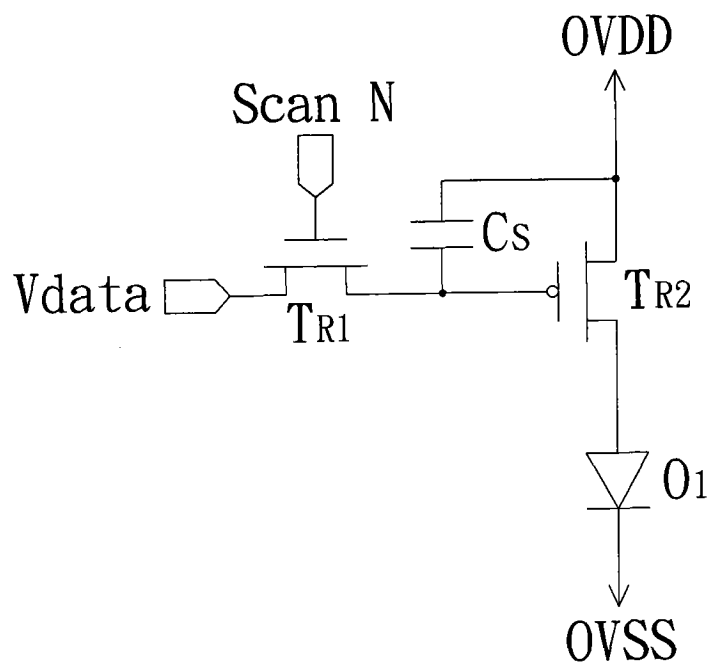 OVDD
Scan N
Cs
Vdata
TR1
TR2
O1
OVSS